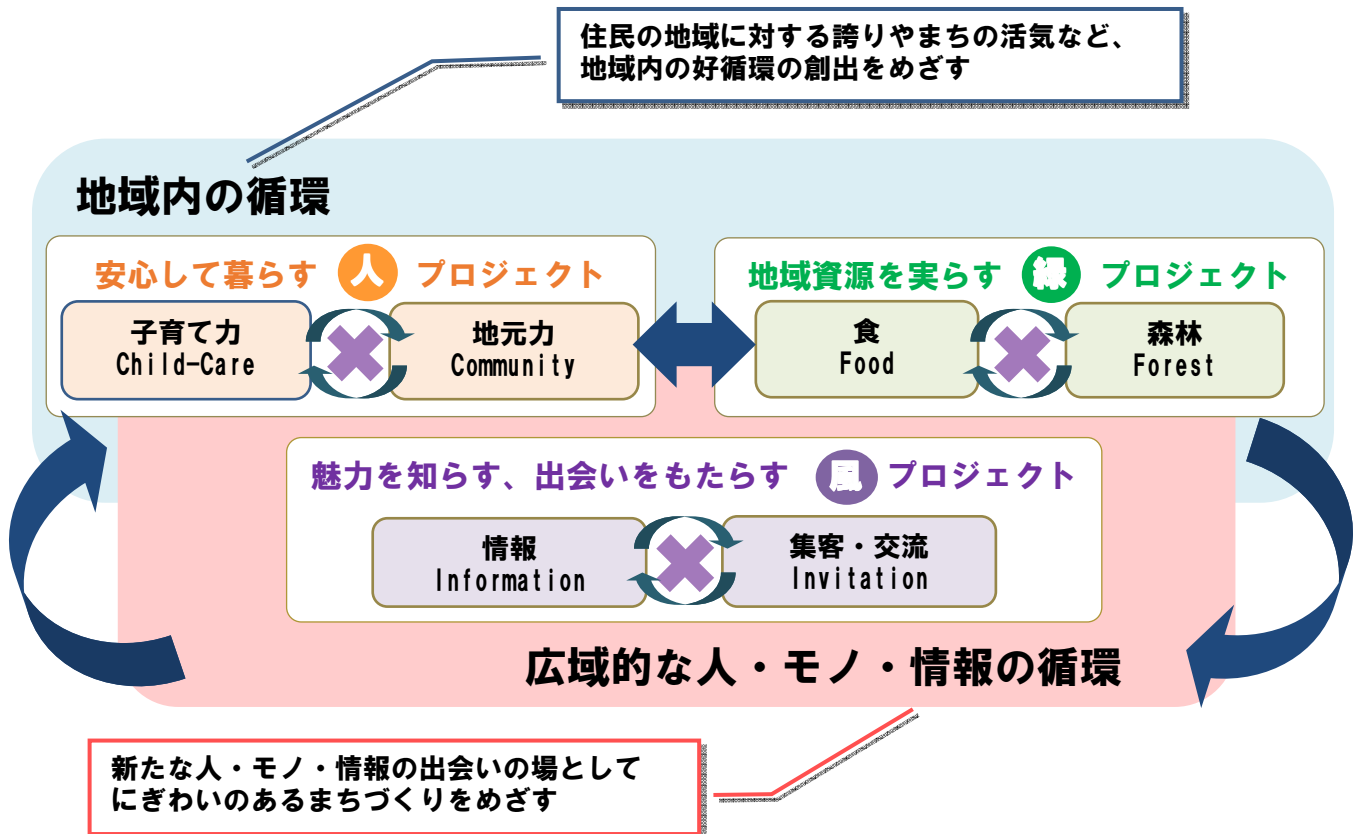 住民の地域に対する誇りやまちの活気など、
地域内の好循環の創出をめざす
地域内の循環
安心して暮らす 人 プロジェクト
子育て力
Child-Care
地元力
Community
地域資源を実らす 緑 プロジェクト
食
Food
森林
Forest
魅力を知らす、出会いをもたらす 風 プロジェクト
情報
Information
集客・交流
Invitation
広域的な人・モノ・情報の循環
新たな人・モノ・情報の出会いの場として
にぎわいのあるまちづくりをめざす